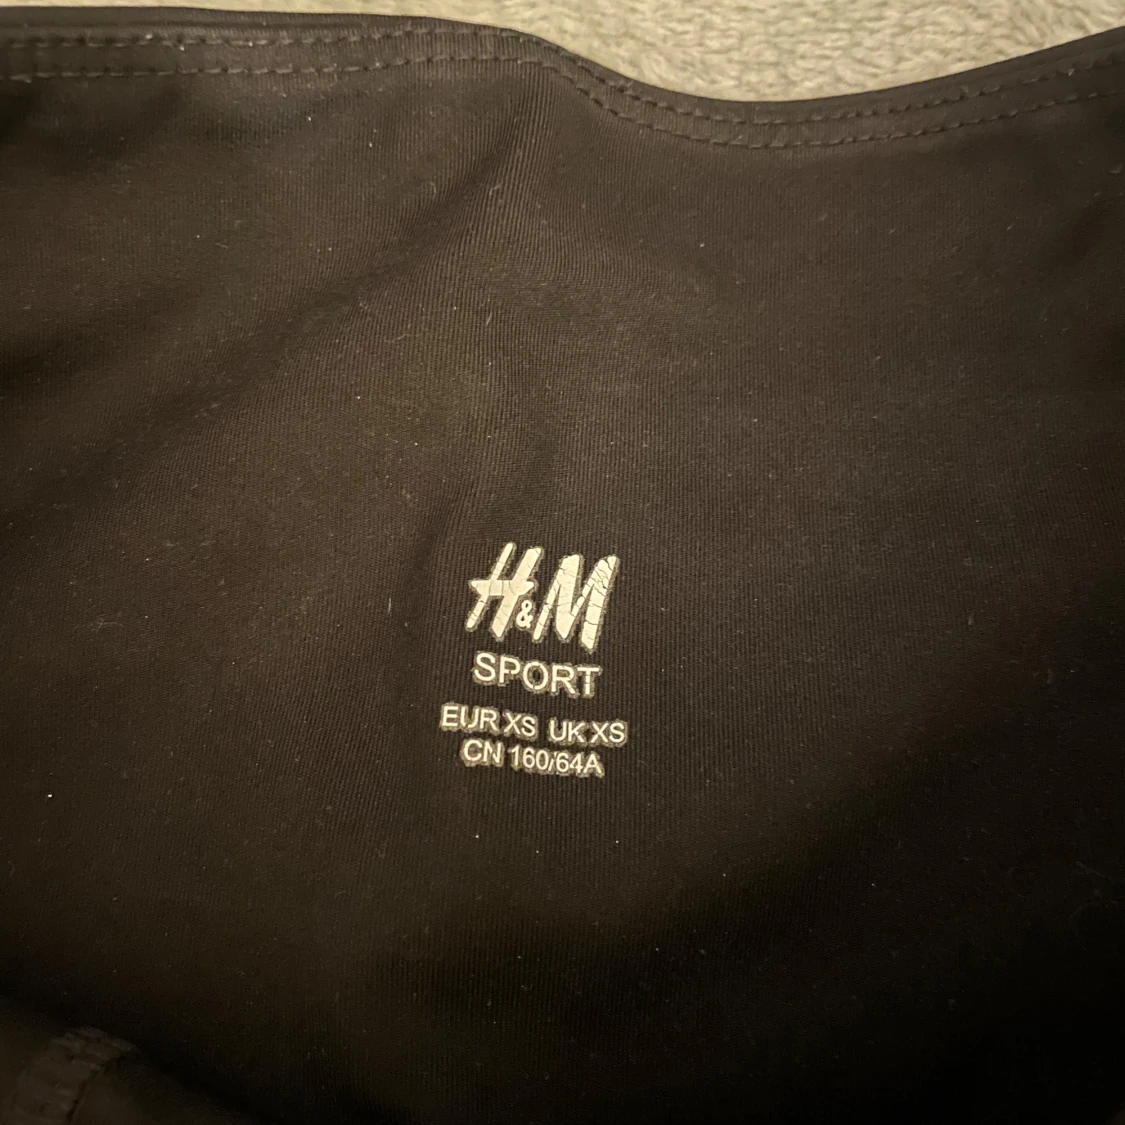 H&M
SPORT
EUR XS UK XS
CN 160/64A